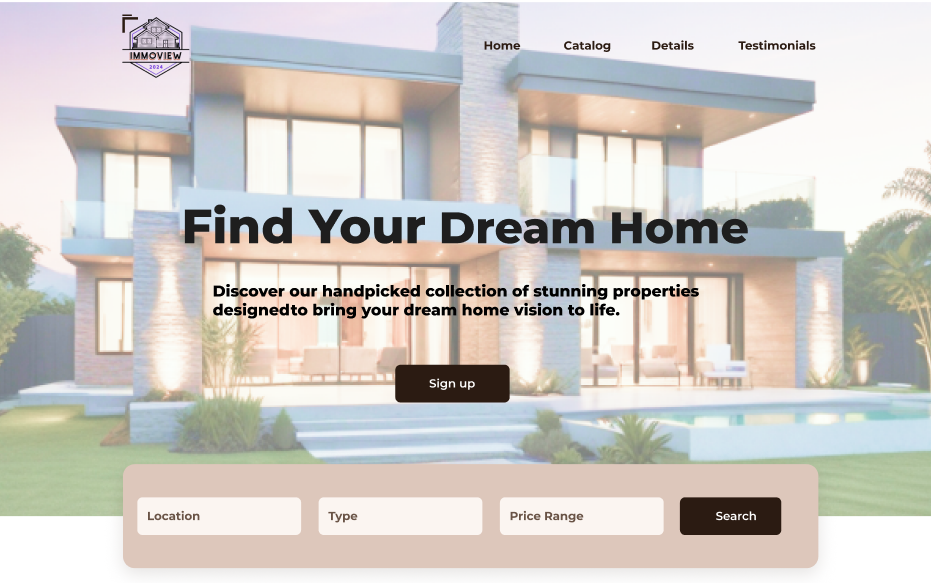 IMMOVIEW
2024
Home Catalog Details Testimonials
Find Your Dream Home
Discover our handpicked collection of stunning properties
designedto bring your dream home vision to life.
Sign up
Location Type Price Range Search